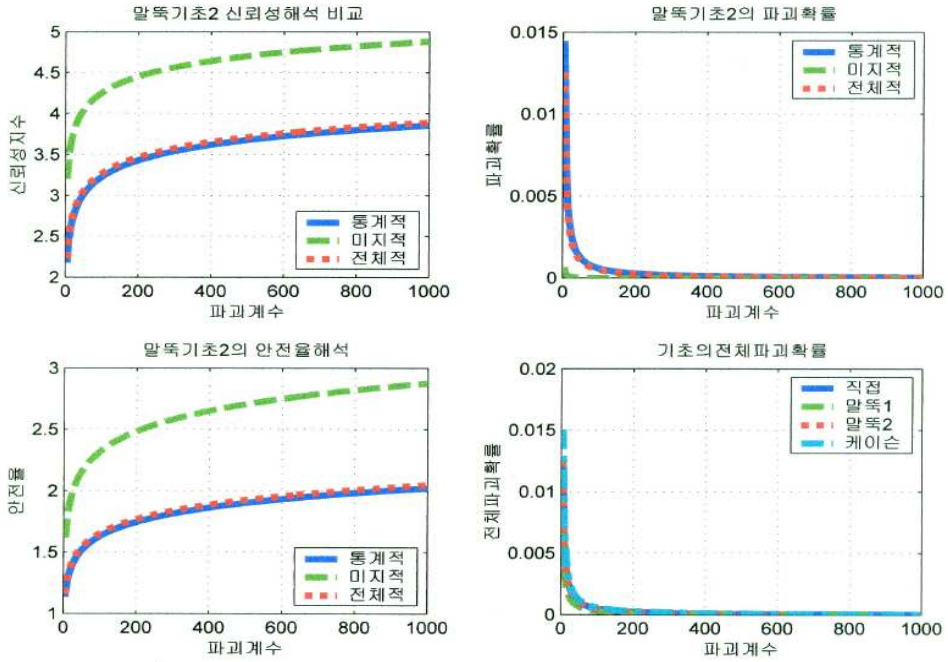 말뚝기초2 신뢰성해석 비교
5
4.5
4
3.5
3
2.5
2
신뢰성지수
통계적
미지적
전체적
0 200 400 600 800 1000
파괴계수
말뚝기초2의 파괴확률
0.015
0.01
0.005
0
파괴확률
통계적
미지적
전체적
0 200 400 600 800 1000
파괴계수
말뚝기초2의 안전율해석
3
2.5
2
1.5
1
안전율
통계적
미지적
전체적
0 200 400 600 800 1000
파괴계수
기초의전체파괴확률
0.02
0.015
0.01
0.005
0
전체파괴확률
직접
말뚝1
말뚝2
케이슨
0 200 400 600 800 1000
파괴계수